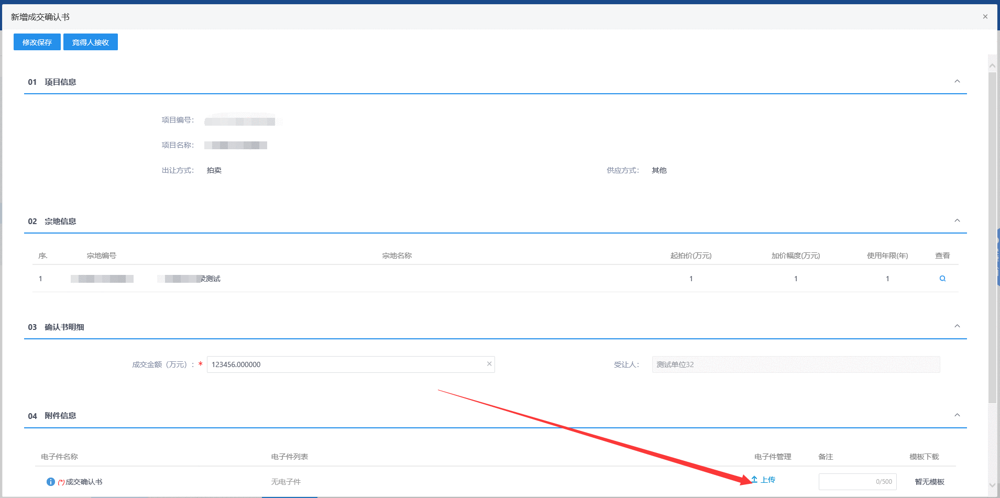 新增成交确认书
修改保存 竞得人接收
01 项目信息
项目编号：
项目名称：
出让方式： 拍卖 供应方式： 其他
02 宗地信息
序. 宗地编号 宗地名称 起拍价(万元) 加价幅度(万元) 使用年限(年) 查看
1 测试 1 1 1
03 确认书明细
成交金额（万元）：* 123456.000000 受让人： 测试单位32
04 附件信息
电子件名称 电子件列表 电子件管理 备注 模板下载
(*)成交确认书 无电子件 上传 0/500 暂无模板